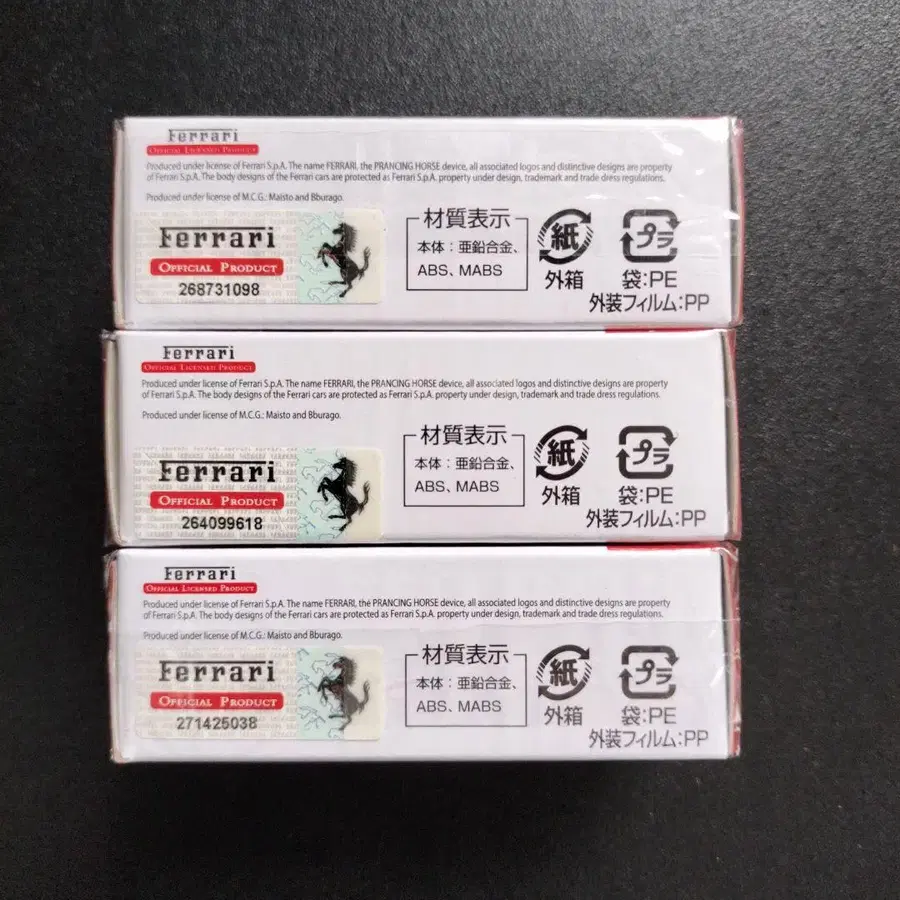 Ferrari
OFFICIAL LICENSED PRODUCT
Produced under license of Ferrari S.p.A. The name FERRARI, the PRANCING HORSE device, all associated logos and distinctive designs are property
of Ferrari S.p.A. The body designs of the Ferrari cars are protected as Ferrari S.p.A. property under design, trademark and trade dress regulations.
Produced under license of M.C.G.: Maisto and Bburago.
Ferrari
OFFICIAL PRODUCT
268731098
材質表示
本体：亜鉛合金、
ABS、MABS
紙
外箱
プラ
袋:PE
外装フィルム:PP
Ferrari
OFFICIAL LICENSED PRODUCT
Produced under license of Ferrari S.p.A. The name FERRARI, the PRANCING HORSE device, all associated logos and distinctive designs are property
of Ferrari S.p.A. The body designs of the Ferrari cars are protected as Ferrari S.p.A. property under design, trademark and trade dress regulations.
Produced under license of M.C.G.: Maisto and Bburago.
Ferrari
OFFICIAL PRODUCT
264099618
材質表示
本体：亜鉛合金、
ABS、MABS
紙
外箱
プラ
袋:PE
外装フィルム:PP
Ferrari
OFFICIAL LICENSED PRODUCT
Produced under license of Ferrari S.p.A. The name FERRARI, the PRANCING HORSE device, all associated logos and distinctive designs are property
of Ferrari S.p.A. The body designs of the Ferrari cars are protected as Ferrari S.p.A. property under design, trademark and trade dress regulations.
Produced under license of M.C.G.: Maisto and Bburago.
Ferrari
OFFICIAL PRODUCT
271425038
材質表示
本体：亜鉛合金、
ABS、MABS
紙
外箱
プラ
袋:PE
外装フィルム:PP